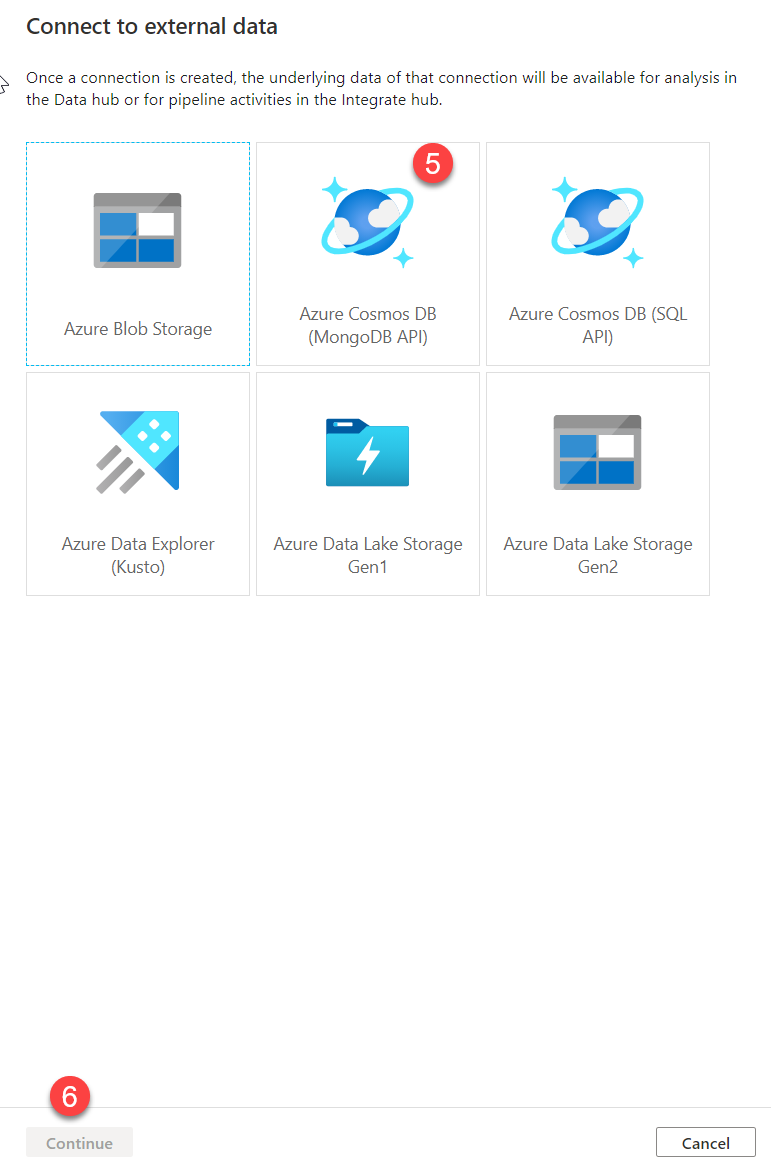 Connect to external data
Once a connection is created, the underlying data of that connection will be available for analysis in
the Data hub or for pipeline activities in the Integrate hub.
5
Azure Blob Storage
Azure Cosmos DB
(MongoDB API)
Azure Cosmos DB (SQL
API)
Azure Data Explorer
(Kusto)
Azure Data Lake Storage
Gen1
Azure Data Lake Storage
Gen2
6
Continue
Cancel